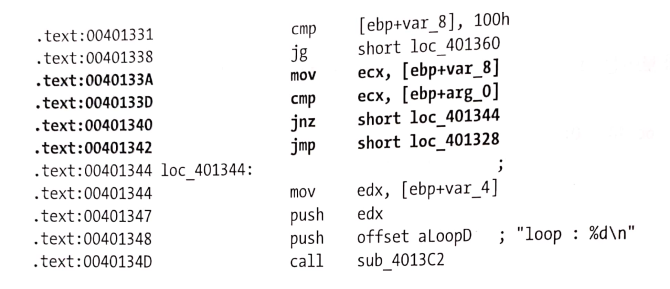 .text:00401331 cmp [ebp+var_8], 100h
.text:00401338 jg short loc_401360
.text:0040133A mov ecx, [ebp+var_8]
.text:0040133D cmp ecx, [ebp+arg_0]
.text:00401340 jnz short loc_401344
.text:00401342 jmp short loc_401328
.text:00401344 loc_401344: ;
.text:00401344 mov edx, [ebp+var_4]
.text:00401347 push edx
.text:00401348 push offset aLoopD ; "loop : %d\n"
.text:0040134D call sub_4013C2